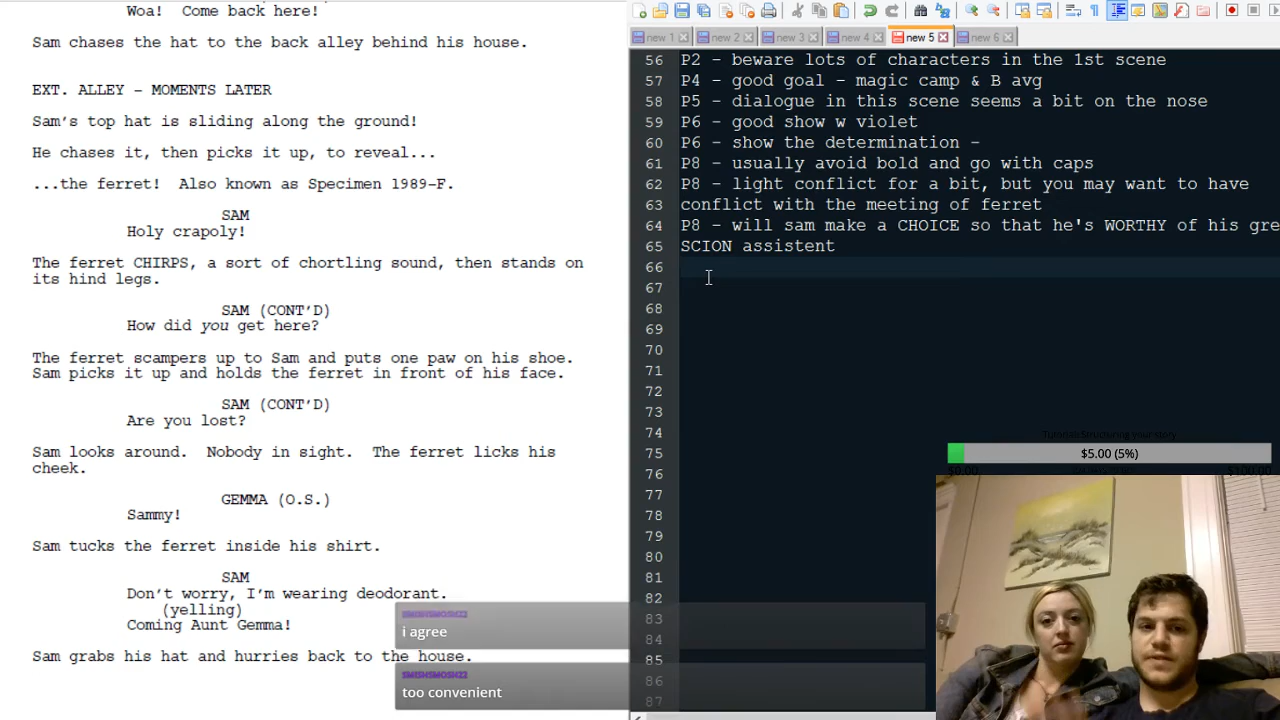 Woa!  Come back here!
Sam chases the hat to the back alley behind his house.
EXT. ALLEY - MOMENTS LATER
Sam's top hat is sliding along the ground!
He chases it, then picks it up, to reveal...
...the ferret!  Also known as Specimen 1989-F.
SAM
Holy crapoly!
The ferret CHIRPS, a sort of chortling sound, then stands on
its hind legs.
SAM (CONT'D)
How did you get here?
The ferret scampers up to Sam and puts one paw on his shoe.
Sam picks it up and holds the ferret in front of his face.
SAM (CONT'D)
Are you lost?
Sam looks around.  Nobody in sight.  The ferret licks his
cheek.
GEMMA (O.S.)
Sammy!
Sam tucks the ferret inside his shirt.
SAM
Don't worry, I'm wearing deodorant.
(yelling)
Coming Aunt Gemma!
Sam grabs his hat and hurries back to the house.
SMISHSMOSH22
i agree
SMISHSMOSH22
too convenient
new 1 new 2 new 3 new 4 new 5 new 6
56 P2 - beware lots of characters in the 1st scene
57 P4 - good goal - magic camp & B avg
58 P5 - dialogue in this scene seems a bit on the nose
59 P6 - good show w violet
60 P6 - show the determination -
61 P8 - usually avoid bold and go with caps
62 P8 - light conflict for a bit, but you may want to have
63 conflict with the meeting of ferret
64 P8 - will sam make a CHOICE so that he's WORTHY of his gre
65 SCION assistent
66
67
68
69
70
71
72
73
74
75
76
77
78
79
80
81
82
83
84
85
86
87
$5.00 (5%)
$0.00
$100.00